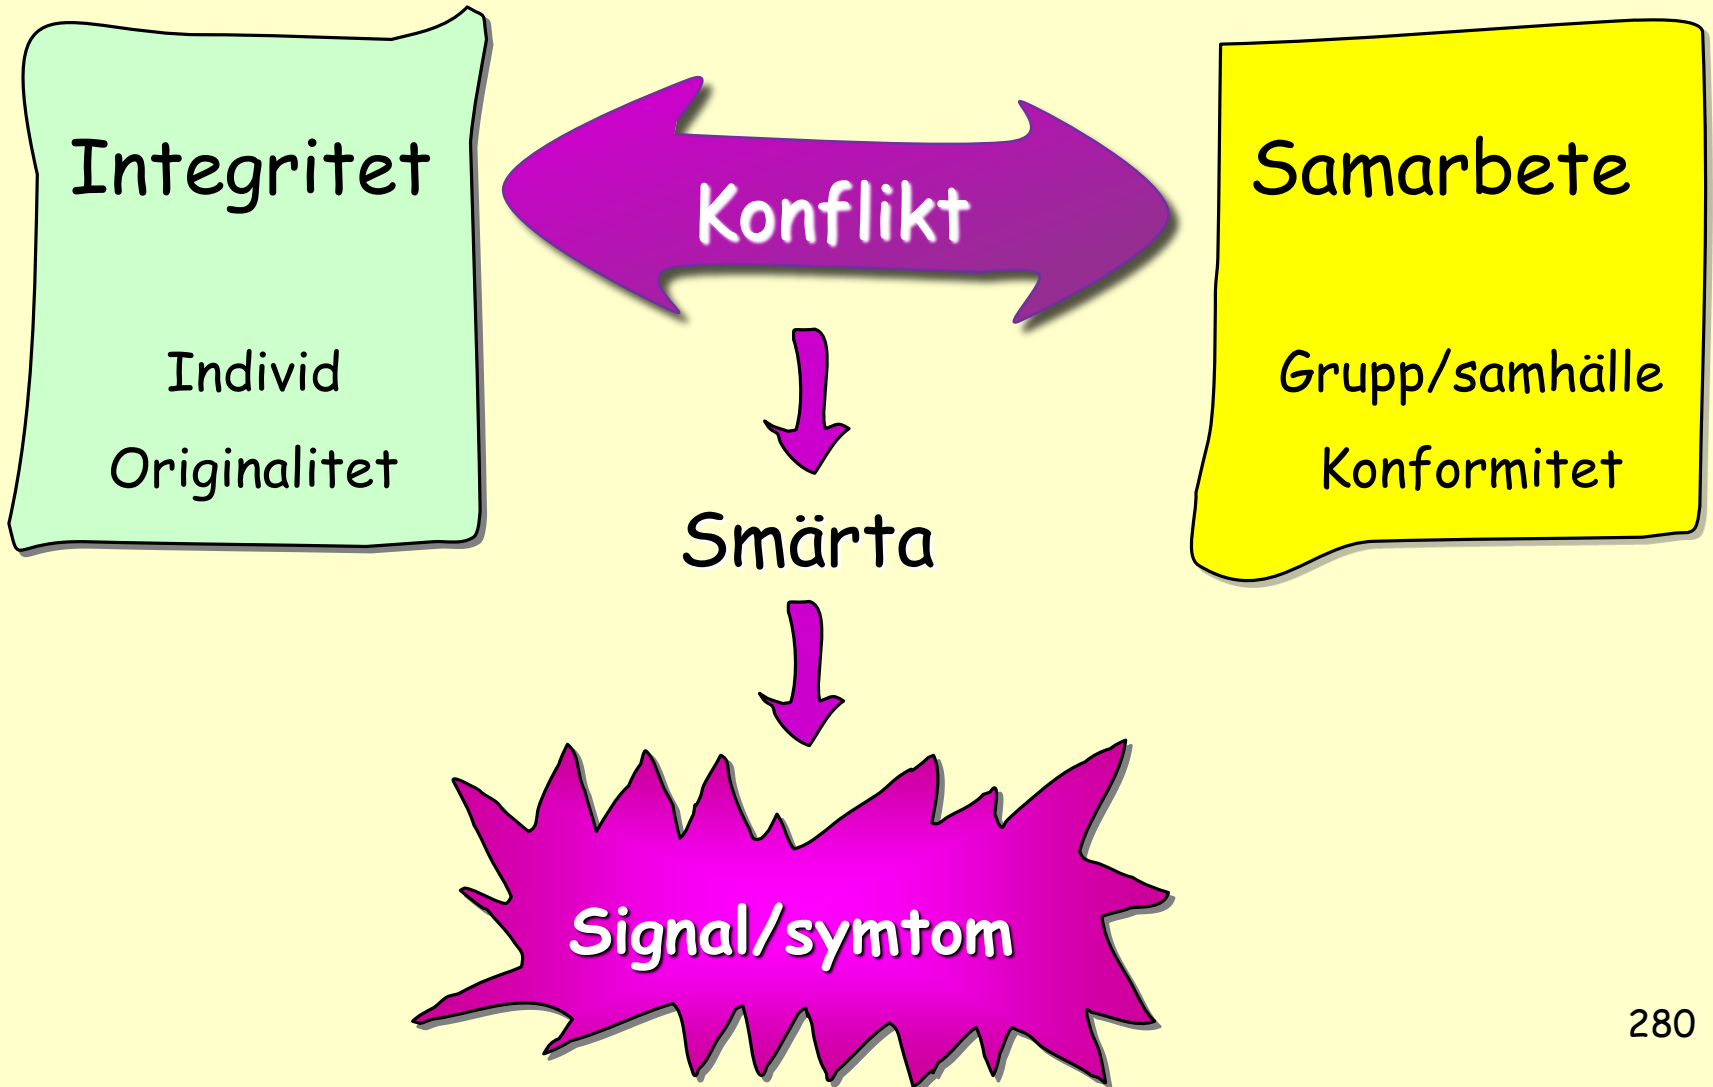 Integritet
Individ
Originalitet
Konflikt
Smärta
Signal/symtom
Samarbete
Grupp/samhälle
Konformitet
280